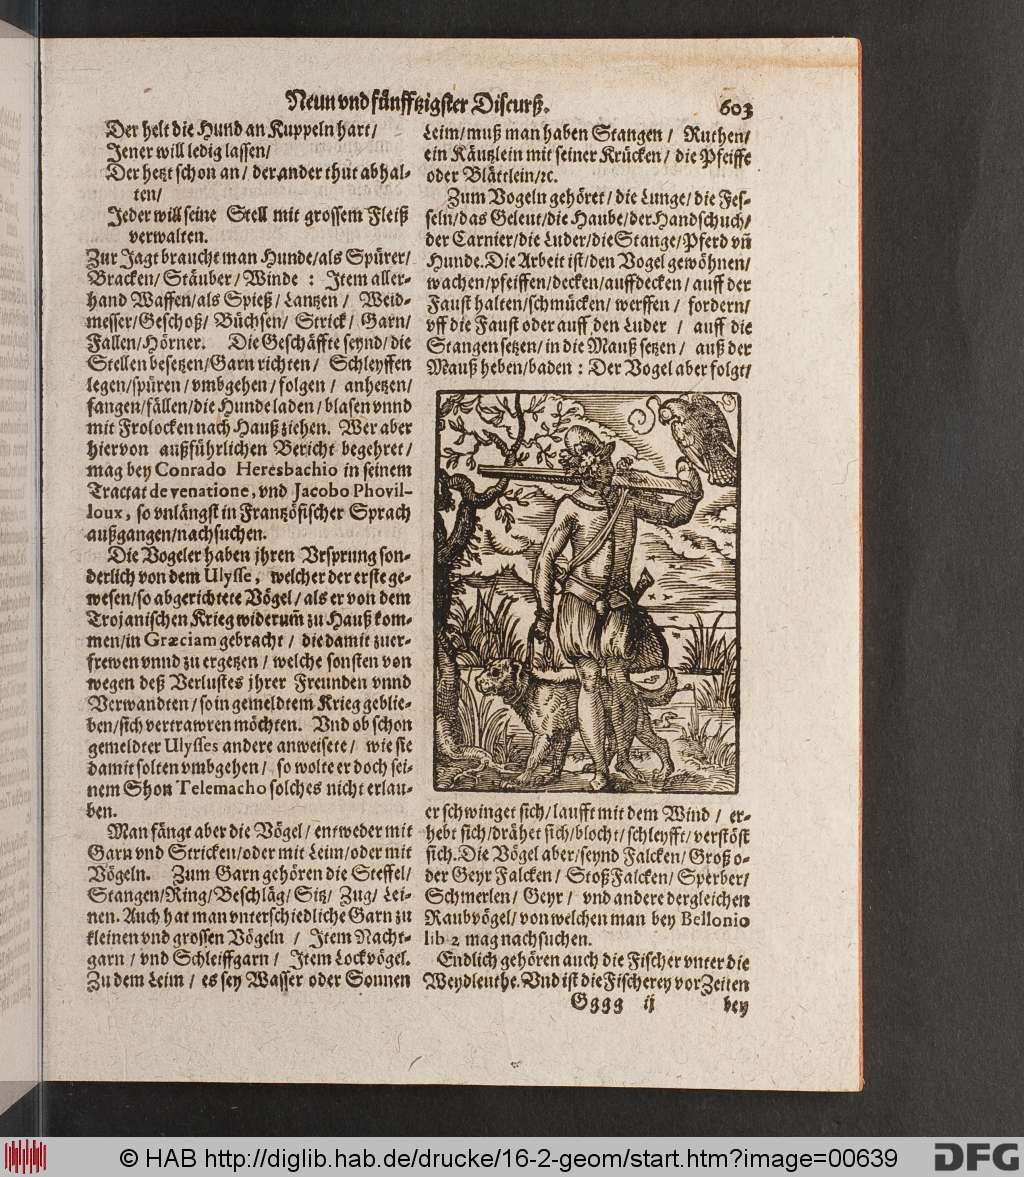 Neun vnd fünfftzigster Discurß.
603
Der helt die Hund an Kuppeln hart/
Jener will ledig lassen/
Der hetzt schon an/ der ander thut abhal-
ten/
Jeder will seine Stell mit grossem Fleiß
verwalten.
Zur Jagt braucht man Hunde/als Spürer/
Bracken/ Stäuber/ Winde : Item aller-
hand Waffen/als Spieß/ Lantzen/ Weid-
messer/Geschoß/ Büchsen/ Strick/ Garn/
Fallen/Hörner. Die Geschäffte seynd/die
Stellen besetzen/Garn richten/ Schleyffen
legen/spüren/vmbgehen/folgen/ anhetzen/
fangen/fällen/die Hunde laden/blasen vnnd
mit Frolocken nach Hauß ziehen. Wer aber
hiervon außführlichen Bericht begehret/
mag bey Conrado Heresbachio in seinem
Tractat de venatione, vnd Jacobo Phovil-
loux, so vnlängst in Frantzösischer Sprach
außgangen/nachsuchen.
Die Vogeler haben jhren Vrsprung son-
derlich von dem Ulysse, welcher der erste ge-
wesen/so abgerichtete Vögel/als er von dem
Trojanischen Krieg widerum̃ zu Hauß kom-
men/in Græciam gebracht/ die damit zuer-
frewen vnnd zu ergetzen/welche sonsten von
wegen deß Verlustes jhrer Freunden vnnd
Verwandten/so in gemeldtem Krieg geblie-
ben/sich vertrawren möchten. Vnd ob schon
gemeldter Ulysses andere anweisete/ wie sie
damit solten vmbgehen/ so wolte er doch sei-
nem Shon Telemacho solches nicht erlau-
ben.
Man fängt aber die Vögel/entweder mit
Garn vnd Stricken/oder mit Leim/oder mit
Vögeln. Zum Garn gehören die Steffel/
Stangen/Ring/Beschläg/Sitz/ Zug/ Lei-
nen. Auch hat man vnterschiedliche Garn zu
kleinen vnd grossen Vögeln/ Item Nacht-
garn/vnd Schleiffgarn/ Item Lockvögel.
Zu dem Leim/ es sey Wasser oder Sonnen
Leim/muß man haben Stangen/ Ruthen/
ein Käutzlein mit seiner Krücken/ die Pfeiffe
oder Blättlein/ꝛc.
Zum Vogeln gehöret/die Lunge/die Fes-
seln/das Geleut/die Haube/der Handschuch/
der Carnier/die Luder/die Stange/Pferd vn̄
Hunde. Die Arbeit ist/den Vogel gewöhnen/
wachen/pfeiffen/decken/auffdecken/auff der
Faust halten/schmücken/ werffen/ fordern/
vff die Faust oder auff den Luder / auff die
Stangen setzen/in die Mauß setzen/ auß der
Mauß heben/baden : Der Vogel aber folgt/
er schwinget sich/laufft mit dem Wind/ er-
hebt sich/drähet sich/blocht/schleyfft/verstöst
sich. Die Vögel aber/seynd Falcken/Groß o-
der Geyr Falcken/ Stoß Falcken/ Sperber/
Schmerlen/ Geyr/ vnd andere dergleichen
Raubvögel/von welchen man bey Bellonio
lib 2 mag nachsuchen.
Endlich gehören auch die Fischer vnter die
Weydleuthe. Vnd ist die Fischerey vor Zeiten
Gggg ij
bey
© HAB http://diglib.hab.de/drucke/16-2-geom/start.htm?image=00639
DFG